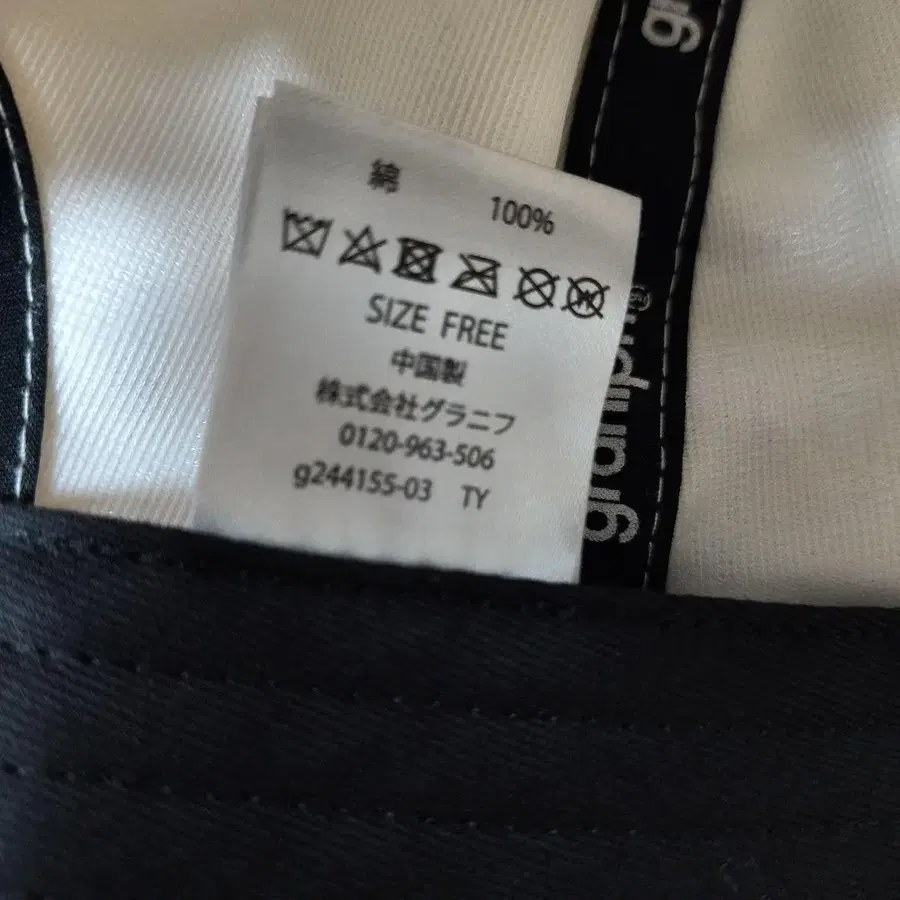 綿 100%
SIZE FREE
中国製
株式会社グラニフ
0120-963-506
g244155-03 TY
graniph®
gr